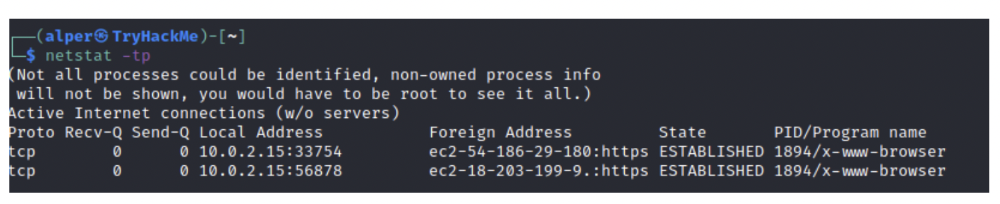 ┌──(alper㉿TryHackMe)-[~]
└─$ netstat -tp
(Not all processes could be identified, non-owned process info
 will not be shown, you would have to be root to see it all.)
Active Internet connections (w/o servers)
Proto Recv-Q Send-Q Local Address           Foreign Address         State       PID/Program name
tcp        0      0 10.0.2.15:33754         ec2-54-186-29-180:https ESTABLISHED 1894/x-www-browser
tcp        0      0 10.0.2.15:56878         ec2-18-203-199-9.:https ESTABLISHED 1894/x-www-browser